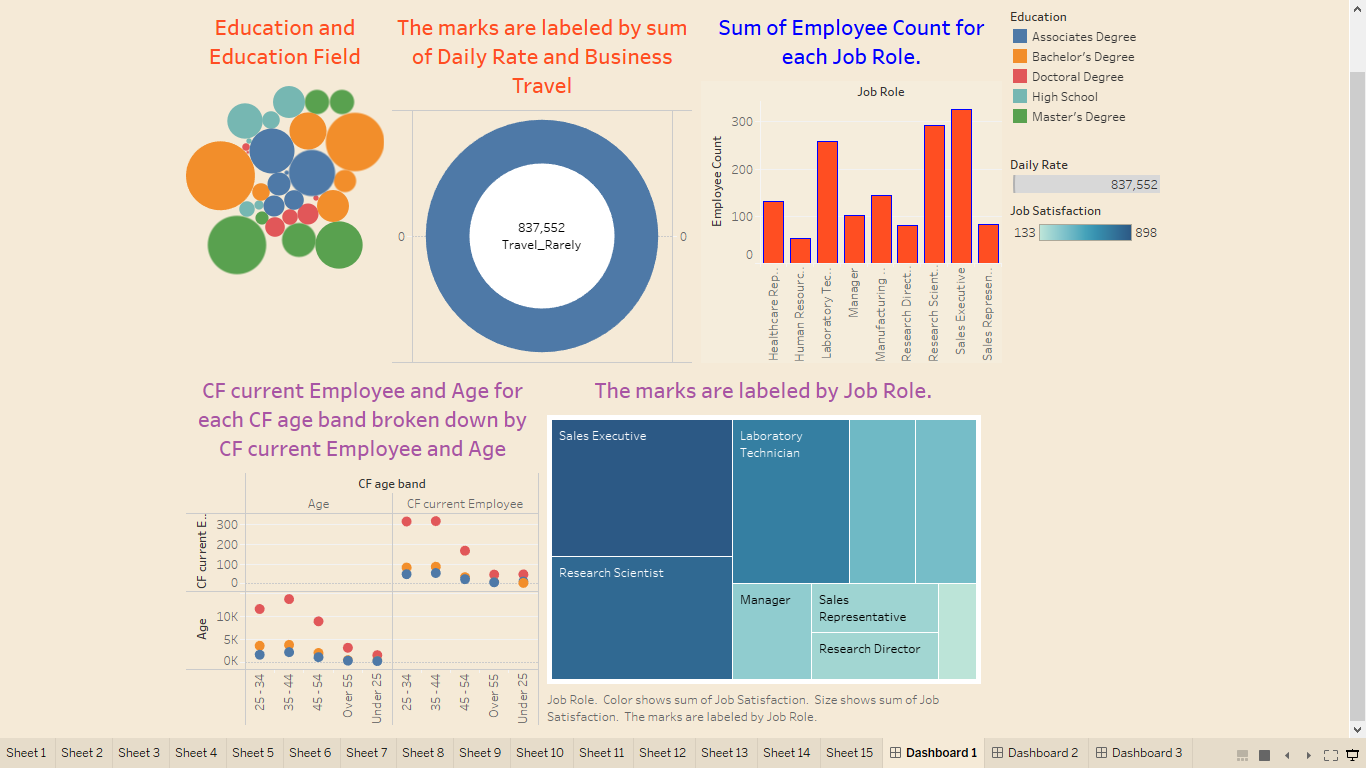 Education and
Education Field
The marks are labeled by sum
of Daily Rate and Business
Travel
0
837,552
Travel_Rarely
0
Sum of Employee Count for
each Job Role.
Job Role
Employee Count
300
200
100
0
Healthcare Rep..
Human Resourc..
Laboratory Tec..
Manager
Manufacturing ..
Research Direct..
Research Scient..
Sales Executive
Sales Represen..
Education
Associates Degree
Bachelor's Degree
Doctoral Degree
High School
Master's Degree
Daily Rate
837,552
Job Satisfaction
133
898
CF current Employee and Age for
each CF age band broken down by
CF current Employee and Age
CF age band
Age
CF current Employee
CF current E..
300
200
100
0
Age
10K
5K
0K
25 - 34
35 - 44
45 - 54
Over 55
Under 25
25 - 34
35 - 44
45 - 54
Over 55
Under 25
The marks are labeled by Job Role.
Sales Executive
Laboratory
Technician
Research Scientist
Manager
Sales
Representative
Research Director
Job Role.  Color shows sum of Job Satisfaction.  Size shows sum of Job
Satisfaction.  The marks are labeled by Job Role.
Sheet 1
Sheet 2
Sheet 3
Sheet 4
Sheet 5
Sheet 6
Sheet 7
Sheet 8
Sheet 9
Sheet 10
Sheet 11
Sheet 12
Sheet 13
Sheet 14
Sheet 15
Dashboard 1
Dashboard 2
Dashboard 3